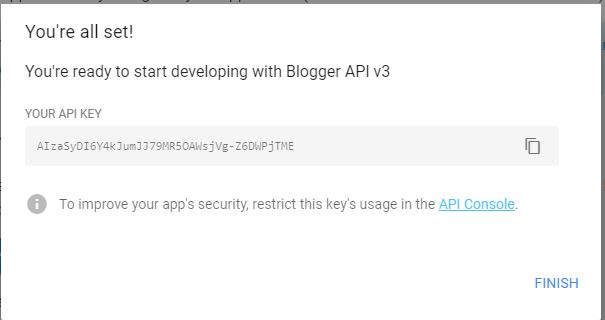 You're all set!
You're ready to start developing with Blogger API v3
YOUR API KEY
AIzaSyDI6Y4kJumJJ79MR5OAWsjVg-Z6DWPjTME
To improve your app's security, restrict this key's usage in the API Console.
FINISH